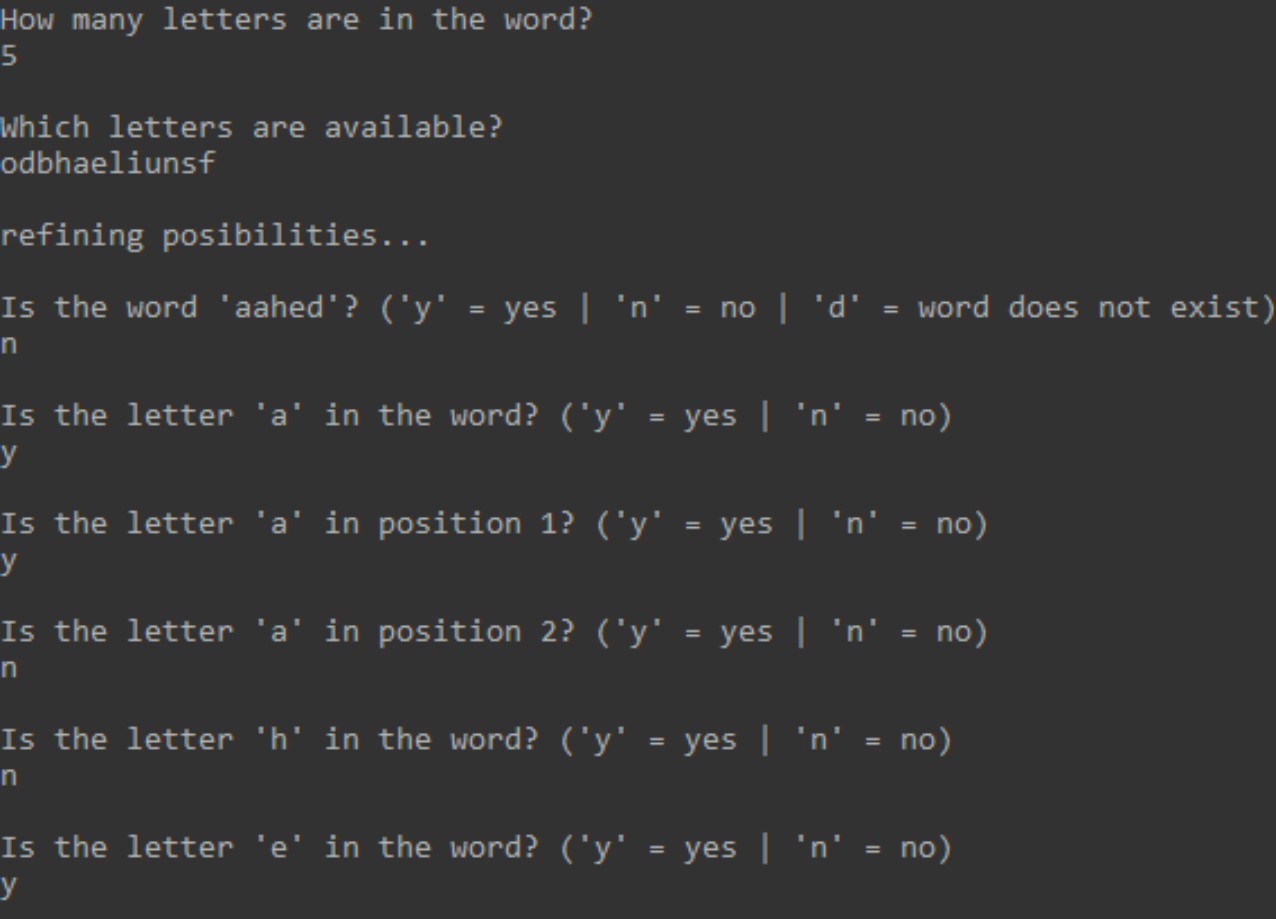 How many letters are in the word?
5
Which letters are available?
odbhaeliunsf
refining posibilities...
Is the word 'aahed'? ('y' = yes | 'n' = no | 'd' = word does not exist)
n
Is the letter 'a' in the word? ('y' = yes | 'n' = no)
y
Is the letter 'a' in position 1? ('y' = yes | 'n' = no)
y
Is the letter 'a' in position 2? ('y' = yes | 'n' = no)
n
Is the letter 'h' in the word? ('y' = yes | 'n' = no)
n
Is the letter 'e' in the word? ('y' = yes | 'n' = no)
y